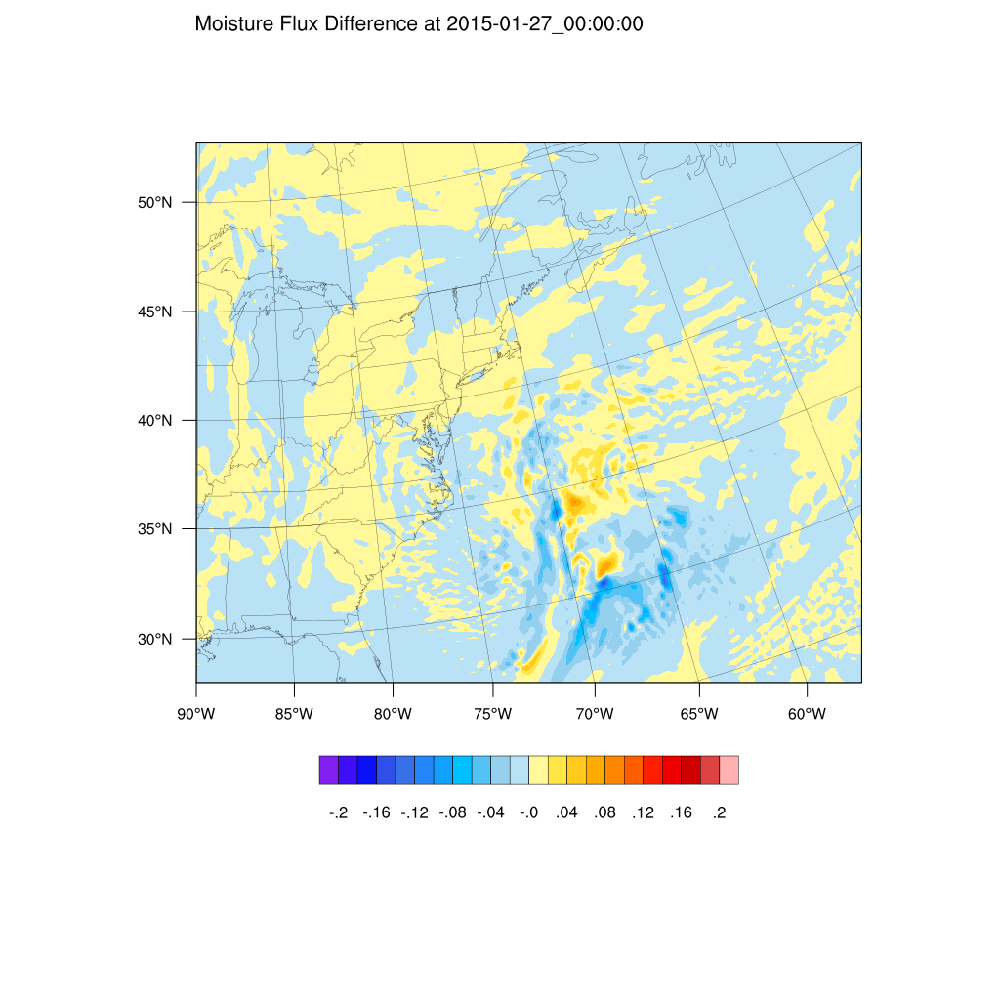 Moisture Flux Difference at 2015-01-27_00:00:00
50°N
45°N
40°N
35°N
30°N
90°W 85°W 80°W 75°W 70°W 65°W 60°W
-.2 -.16 -.12 -.08 -.04 -.0 .04 .08 .12 .16 .2